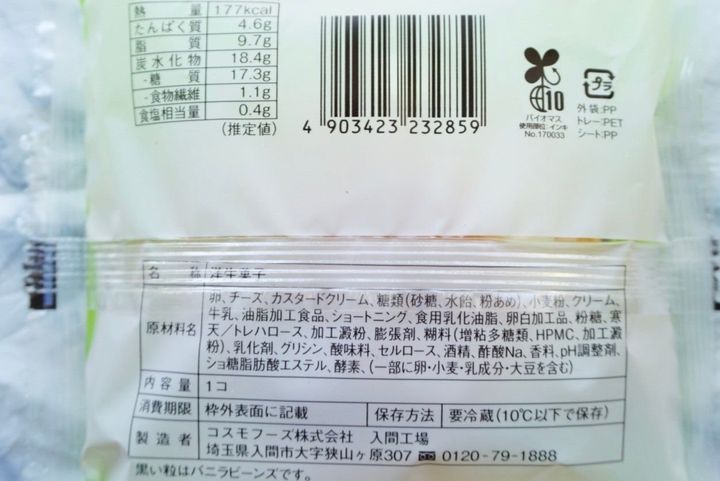 熱 量 177kcal
たんぱく質 4.6g
脂 質 9.7g
炭水化物 18.4g
-糖 質 17.3g
-食物繊維 1.1g
食塩相当量 0.4g
(推定値)
4 903423 232859
10
バイオマス
使用部位:インキ
No.170033
プラ
外袋:PP
トレー:PET
シート:PP
名 称 洋生菓子
原材料名 卵、チーズ、カスタードクリーム、糖類(砂糖、水飴、粉あめ)、小麦粉、クリーム、
牛乳、油脂加工食品、ショートニング、食用乳化油脂、卵白加工品、粉糖、寒
天/トレハロース、加工澱粉、膨張剤、糊料(増粘多糖類、HPMC、加工澱
粉)、乳化剤、グリシン、酸味料、セルロース、酒精、酢酸Na、香料、pH調整剤、
ショ糖脂肪酸エステル、酵素、(一部に卵・小麦・乳成分・大豆を含む)
内容量 1コ
消費期限 枠外表面に記載 保存方法 要冷蔵(10℃以下で保存)
製造者 コスモフーズ株式会社 入間工場
埼玉県入間市大字狭山ヶ原307 0120-79-1888
黒い粒はバニラビーンズです。